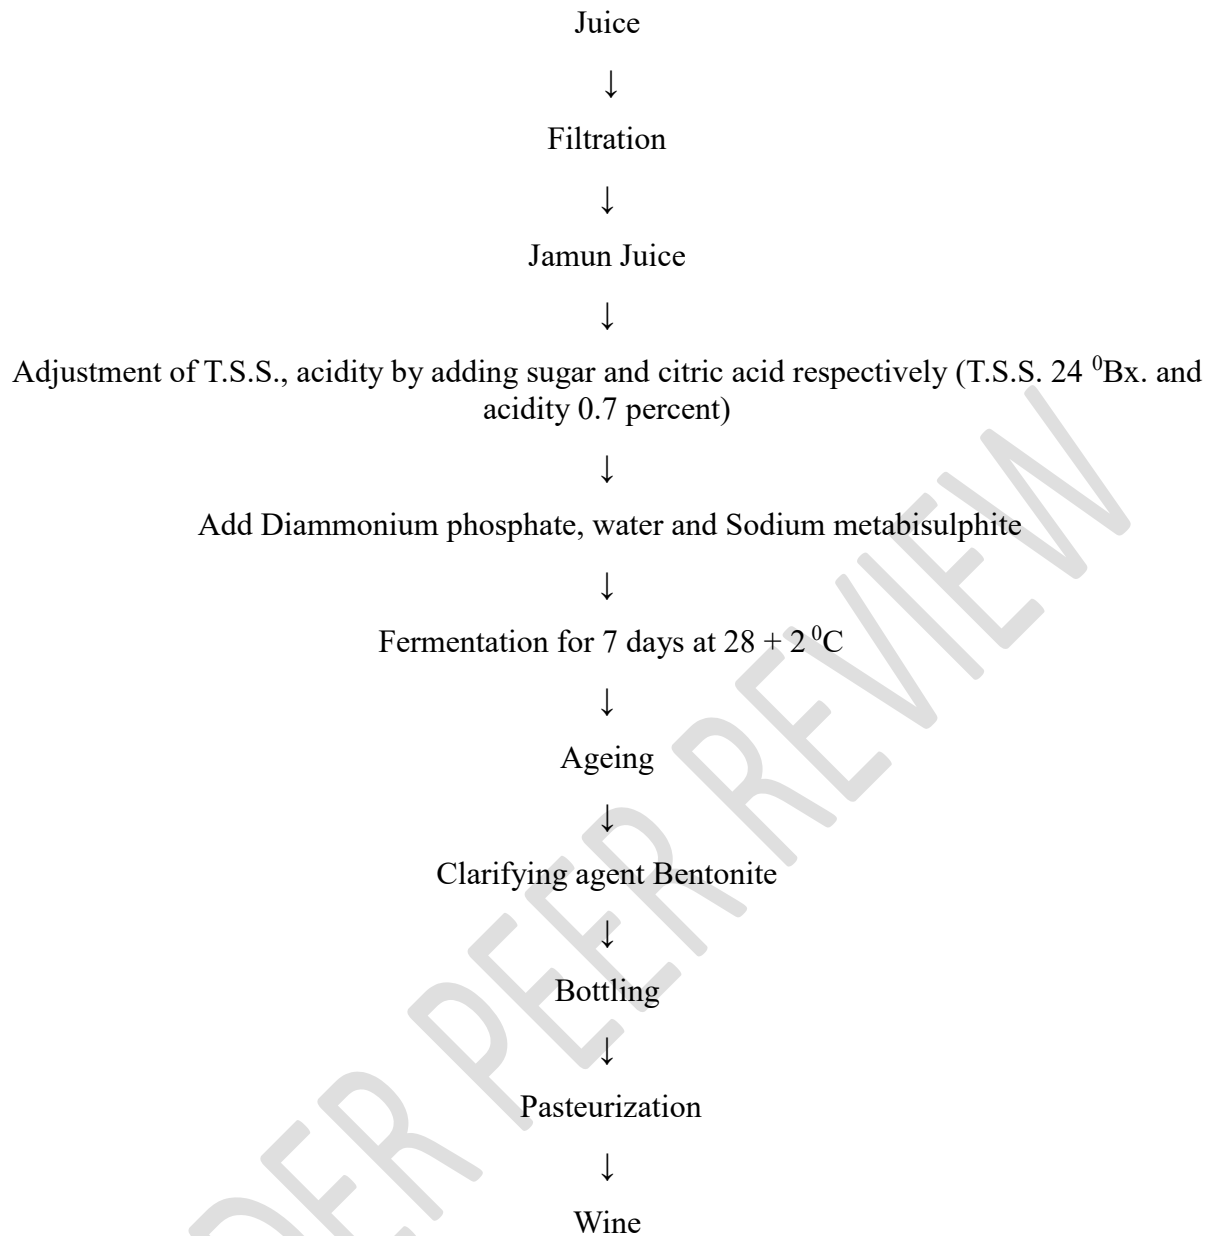 Juice
↓
Filtration
↓
Jamun Juice
↓
Adjustment of T.S.S., acidity by adding sugar and citric acid respectively (T.S.S. 24 ⁰Bx. and
acidity 0.7 percent)
↓
Add Diammonium phosphate, water and Sodium metabisulphite
↓
Fermentation for 7 days at 28 + 2 ⁰C
↓
Ageing
↓
Clarifying agent Bentonite
↓
Bottling
↓
Pasteurization
↓
Wine
DER PEER REVIEW